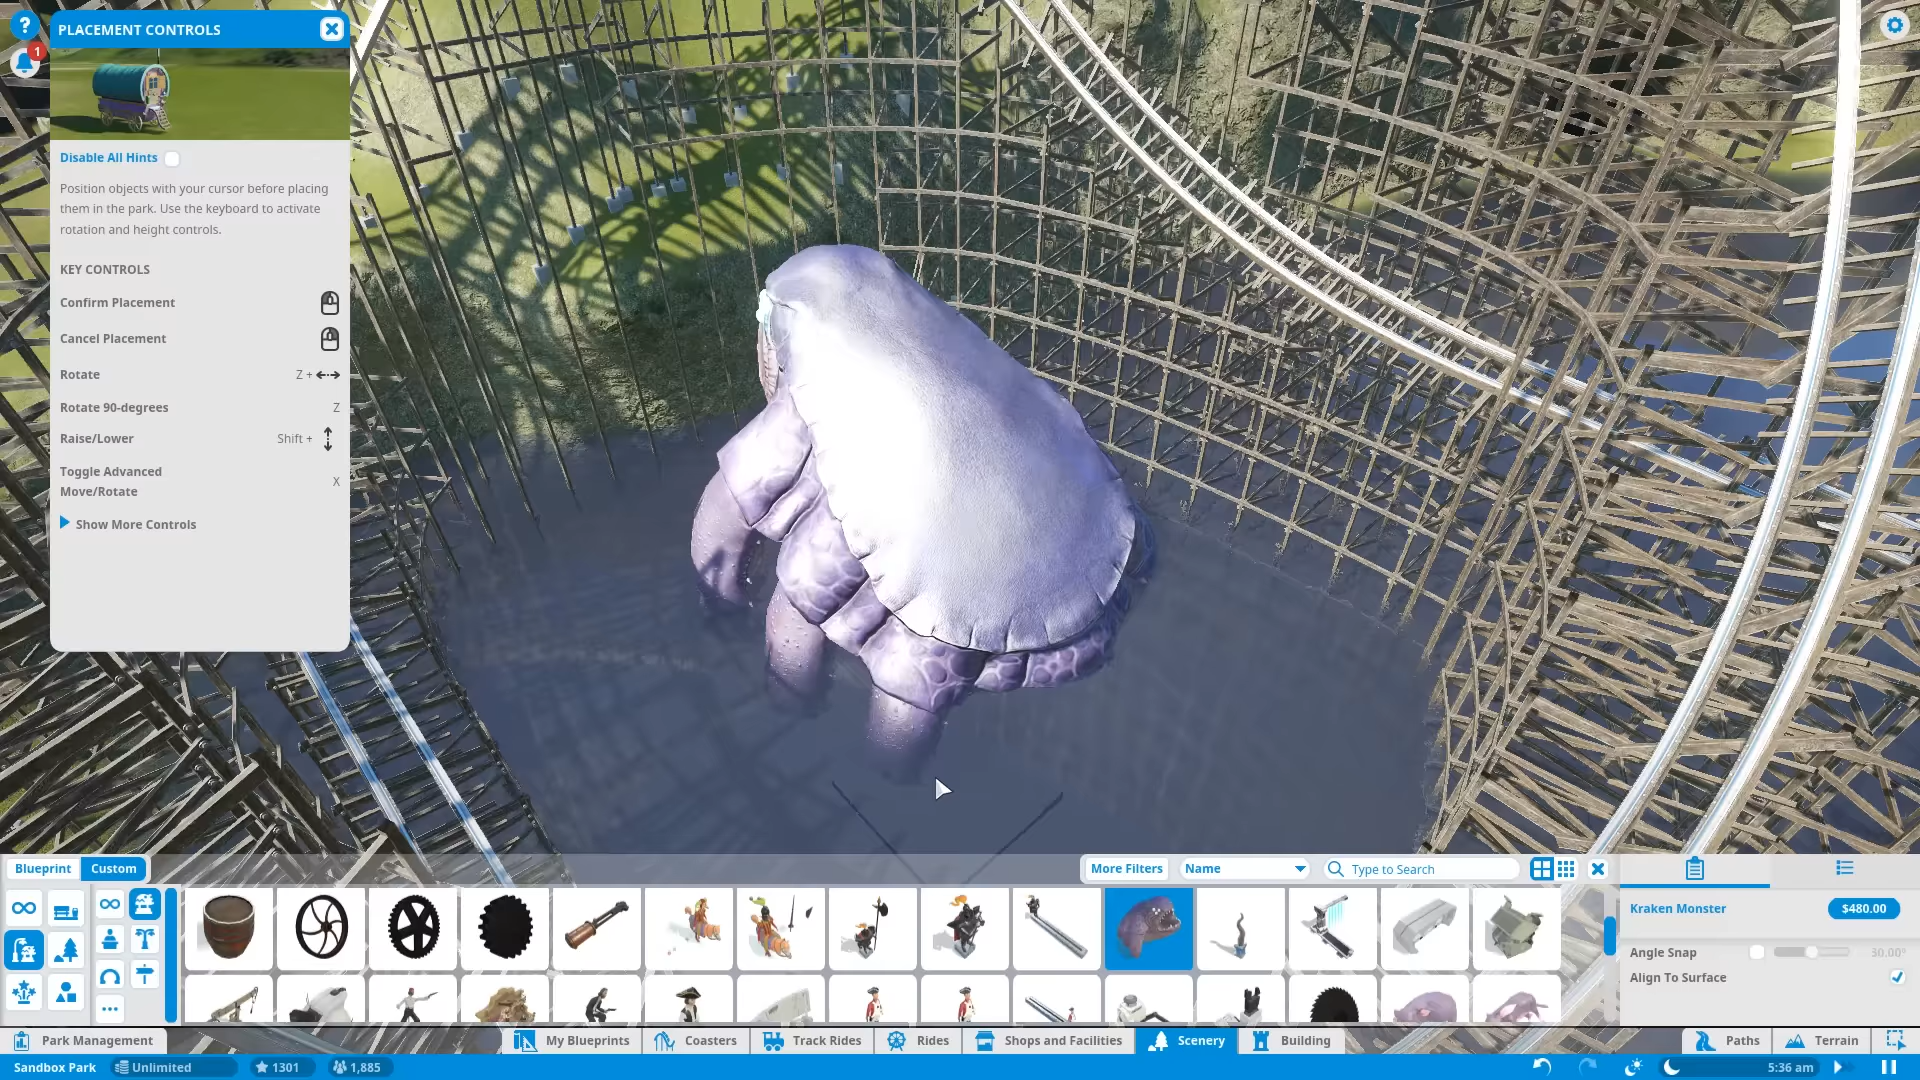 ?
1
PLACEMENT CONTROLS
Disable All Hints
Position objects with your cursor before placing
them in the park. Use the keyboard to activate
rotation and height controls.
KEY CONTROLS
Confirm Placement
Cancel Placement
Rotate Z +
Rotate 90-degrees Z
Raise/Lower Shift +
Toggle Advanced
Move/Rotate X
Show More Controls
Blueprint Custom
More Filters Name Type to Search
Kraken Monster $480.00
Angle Snap 30.00°
Align To Surface
Park Management My Blueprints Coasters Track Rides Rides Shops and Facilities Scenery Building Paths Terrain
Sandbox Park Unlimited 1301 1,885 5:36 am